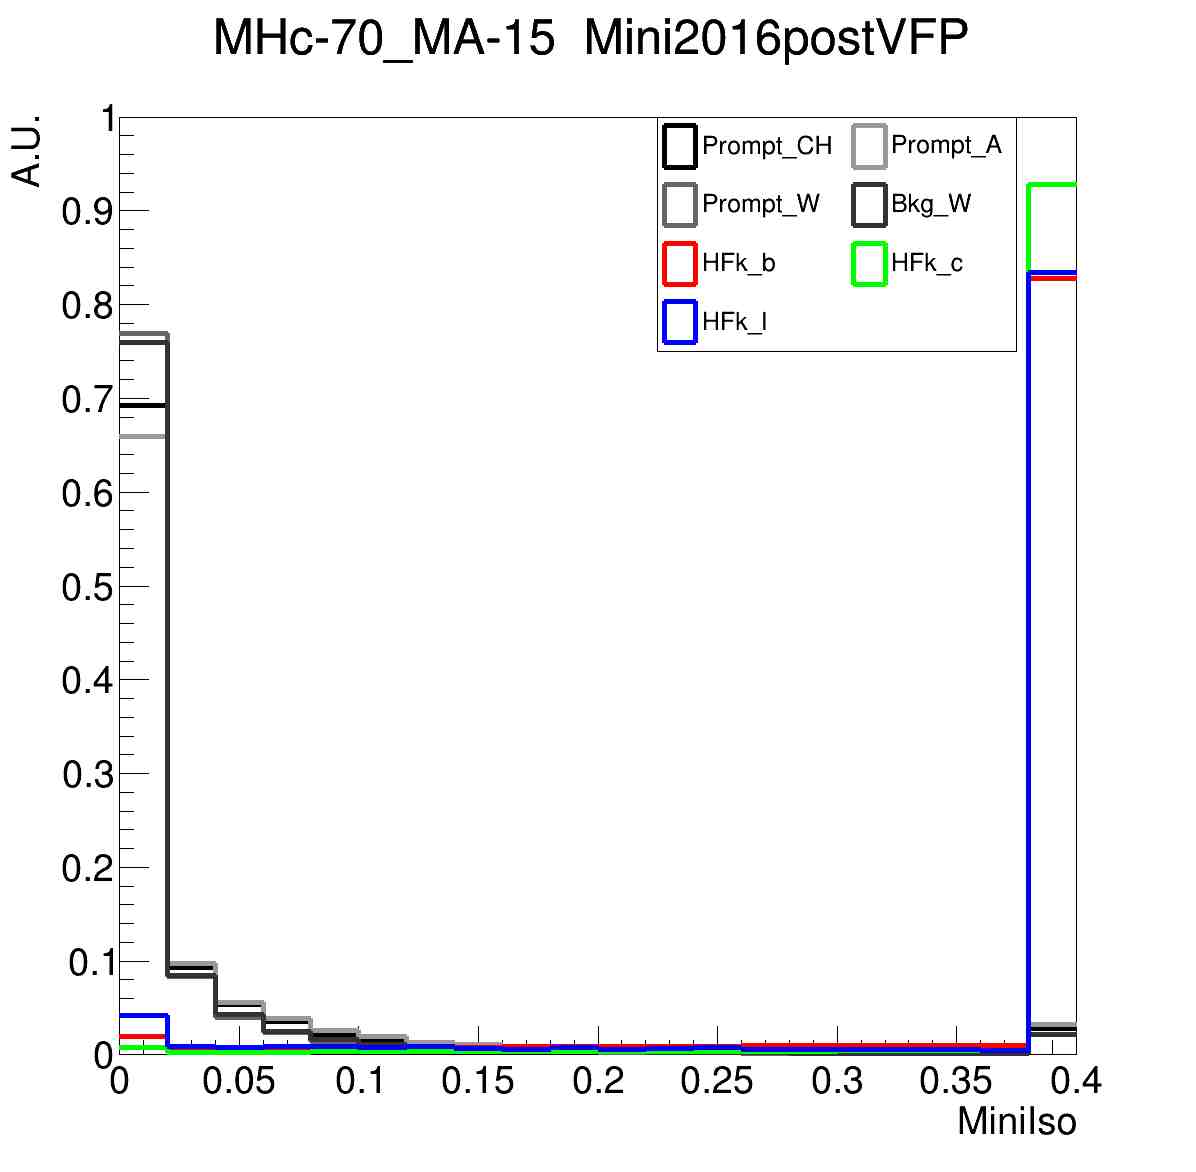 MHc-70_MA-15 Mini2016postVFP
A.U.
1
0.9
0.8
0.7
0.6
0.5
0.4
0.3
0.2
0.1
0
Prompt_CH Prompt_A
Prompt_W Bkg_W
HFk_b HFk_c
HFk_l
0 0.05 0.1 0.15 0.2 0.25 0.3 0.35 0.4
MiniIso